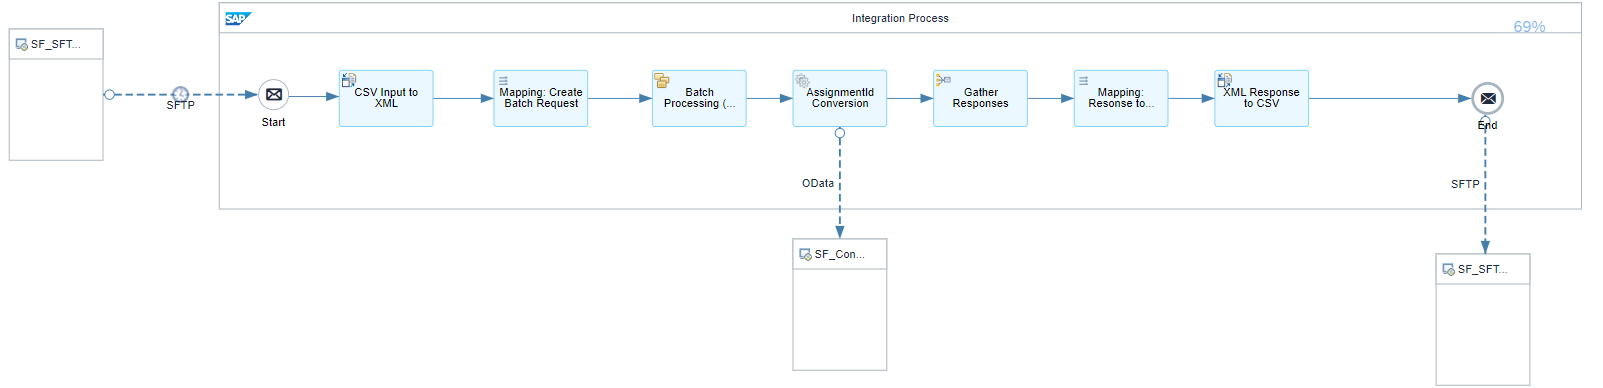 SAP
Integration Process
69%
SF_SFT...
SFTP
Start
CSV Input to
XML
Mapping: Create
Batch Request
Batch
Processing (...
AssignmentId
Conversion
Gather
Responses
Mapping:
Resonse to...
XML Response
to CSV
End
OData
SFTP
SF_Con...
SF_SFT...